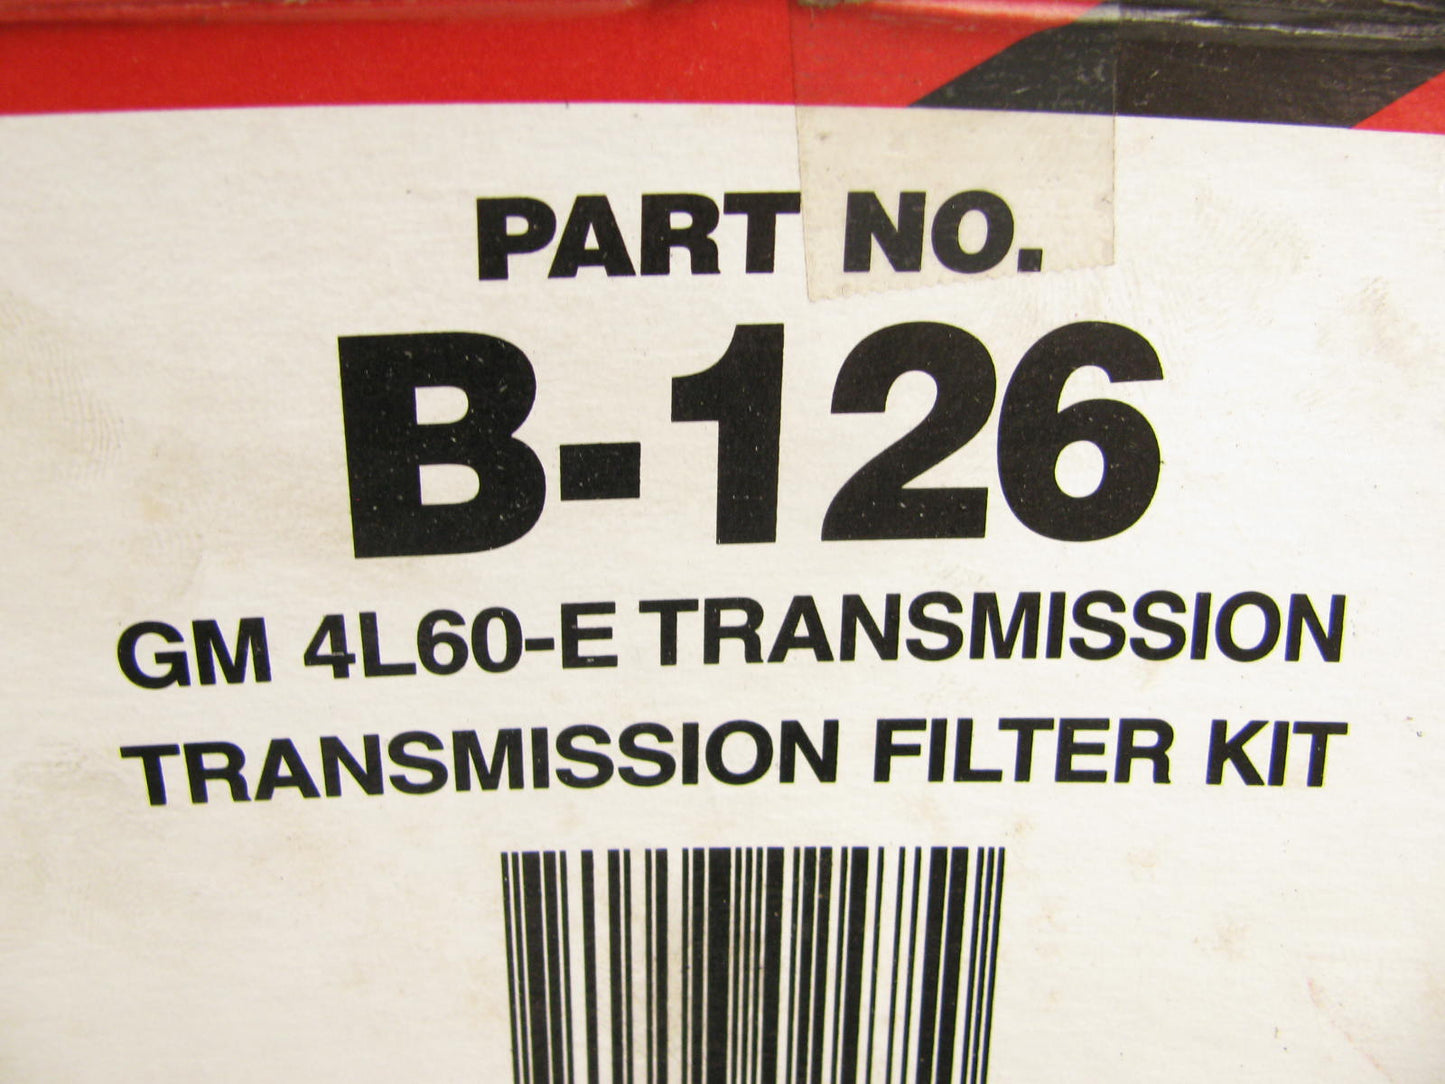 PART NO.
B-126
GM 4L60-E TRANSMISSION
TRANSMISSION FILTER KIT